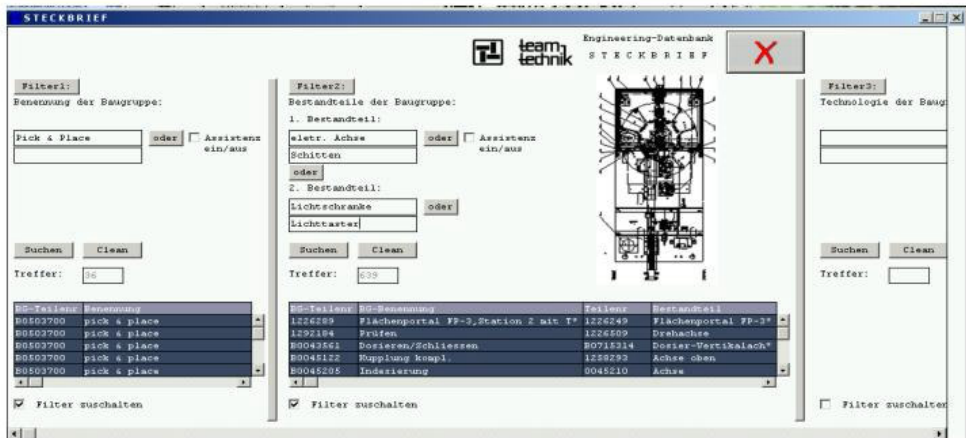 STECKBRIEF
team
technik
Engineering-Datenbank
STECKBRIEF
Filter1:
Benennung der Baugruppe:
Pick & Place
oder
Assistenz
ein/aus
Suchen Clean
Treffer: 36
BG-Teilenr Benennung
B0503700 pick & place
B0503700 pick & place
B0503700 pick & place
B0503700 pick & place
B0503700 pick & place
Filter zuschalten
Filter2:
Bestandteile der Baugruppe:
1. Bestandteil:
eletr. Achse
oder
Assistenz
ein/aus
Schitten
oder
2. Bestandteil:
Lichtschranke
oder
Lichttaster
Suchen Clean
Treffer: 639
BG-Teilenr BG-Benennung Teilenr Bestandteil
1226289 Flächenportal FP-3,Station 2 mit T* 1226249 Flächenportal FP-3*
1292184 Prüfen 1226509 Drehachse
B0043561 Dosieren/Schliessen B0715314 Dosier-Vertikalach*
B0045122 Kupplung kompl. 1258293 Achse oben
B0045205 Indexierung 0045210 Achse
Filter zuschalten
Filter3:
Technologie der Baug
Suchen Clean
Treffer:
Filter zuschalten